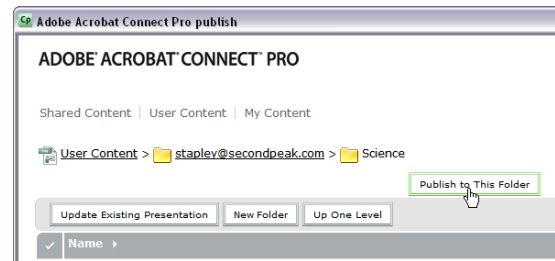 Cp Adobe Acrobat Connect Pro publish
ADOBE® ACROBAT® CONNECT™ PRO
Shared Content | User Content | My Content
User Content > stapley@secondpeak.com > Science
Publish to This Folder
Update Existing Presentation New Folder Up One Level
Name